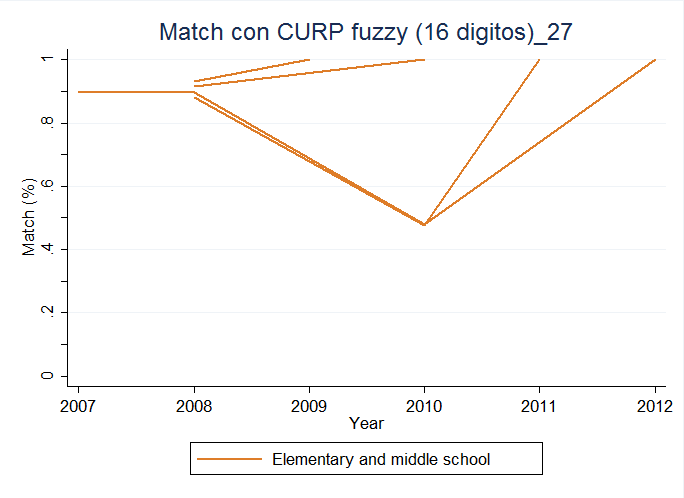 Match con CURP fuzzy (16 digitos)_27
Match (%)
1
.8
.6
.4
.2
0
2007 2008 2009 2010 2011 2012
Year
Elementary and middle school